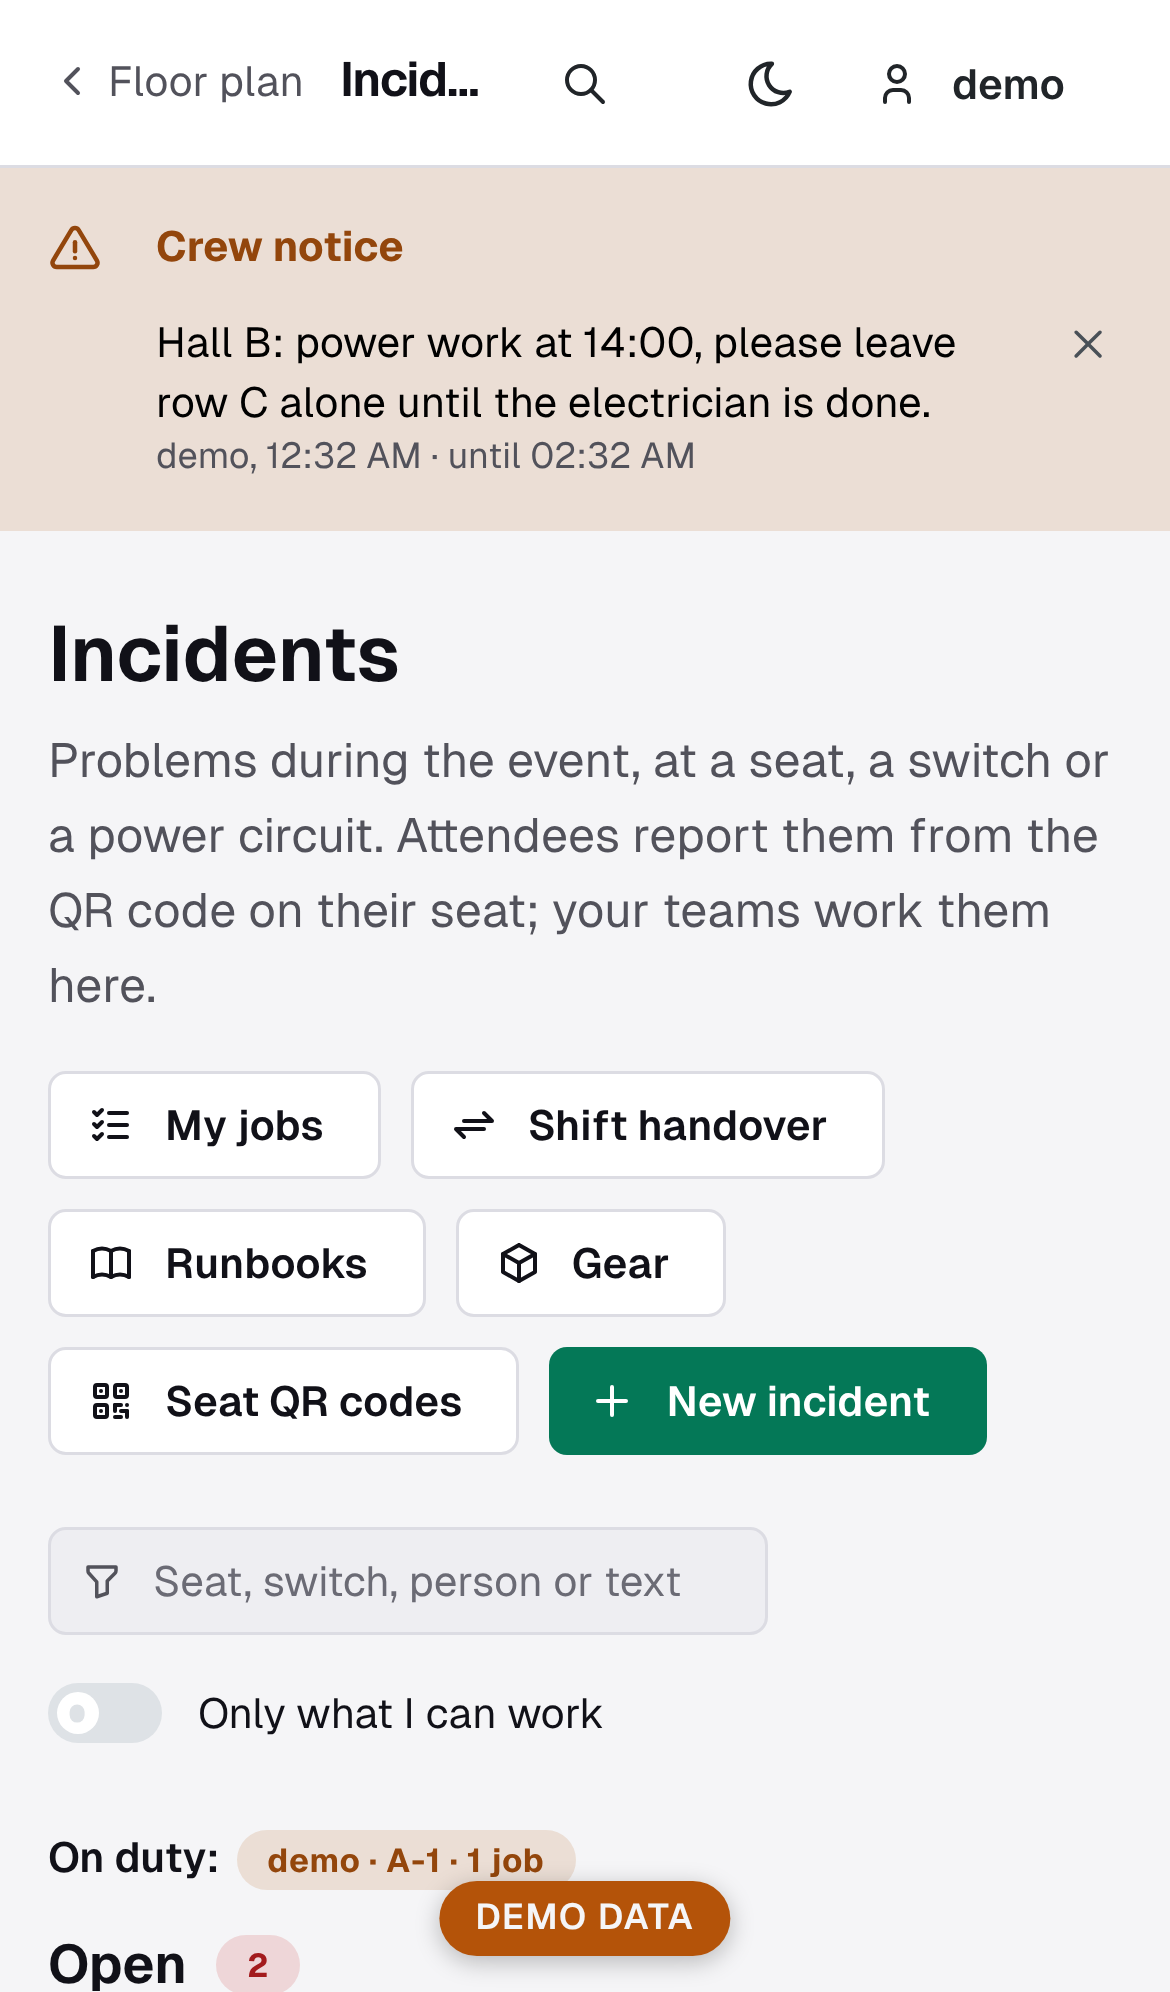 Floor plan Incid... demo
Crew notice
Hall B: power work at 14:00, please leave
row C alone until the electrician is done.
demo, 12:32 AM · until 02:32 AM
Incidents
Problems during the event, at a seat, a switch or
a power circuit. Attendees report them from the
QR code on their seat; your teams work them
here.
My jobs Shift handover
Runbooks Gear
Seat QR codes New incident
Seat, switch, person or text
Only what I can work
On duty: demo · A-1 · 1 job
DEMO DATA
Open 2